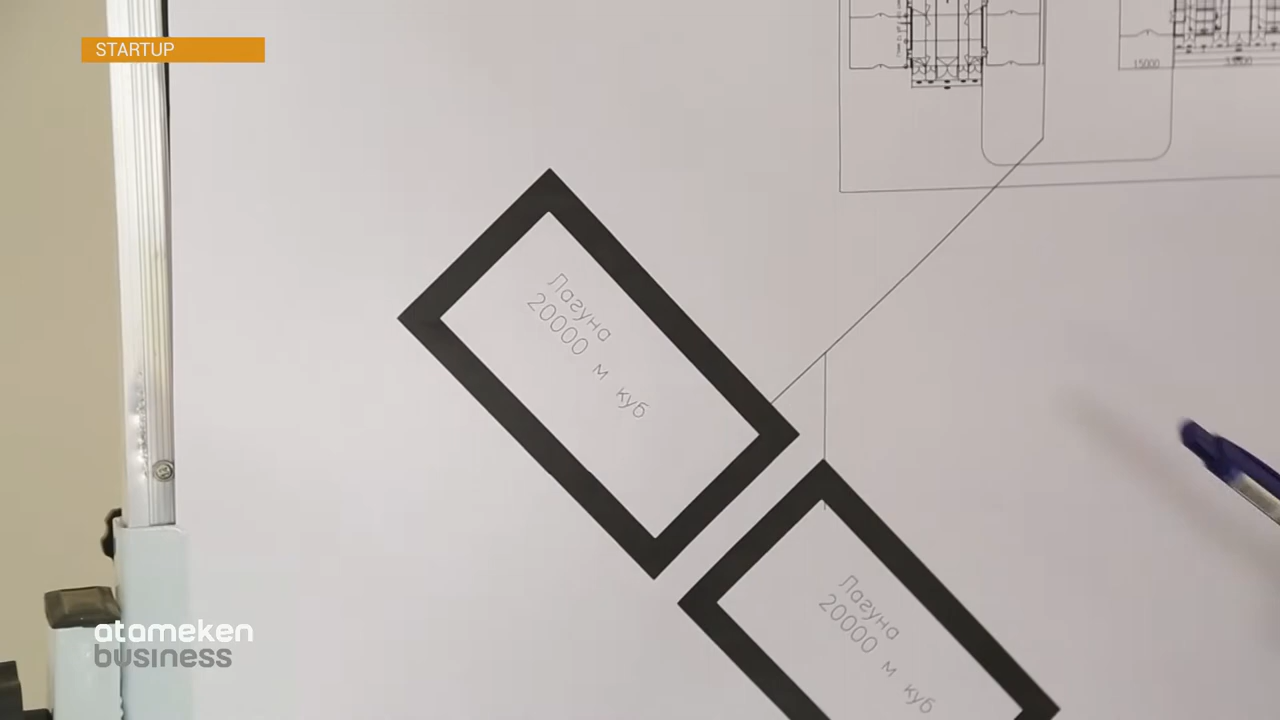 STARTUP
15000
Лагуна
20000 м куб
Лагуна
20000 м куб
atameken
business